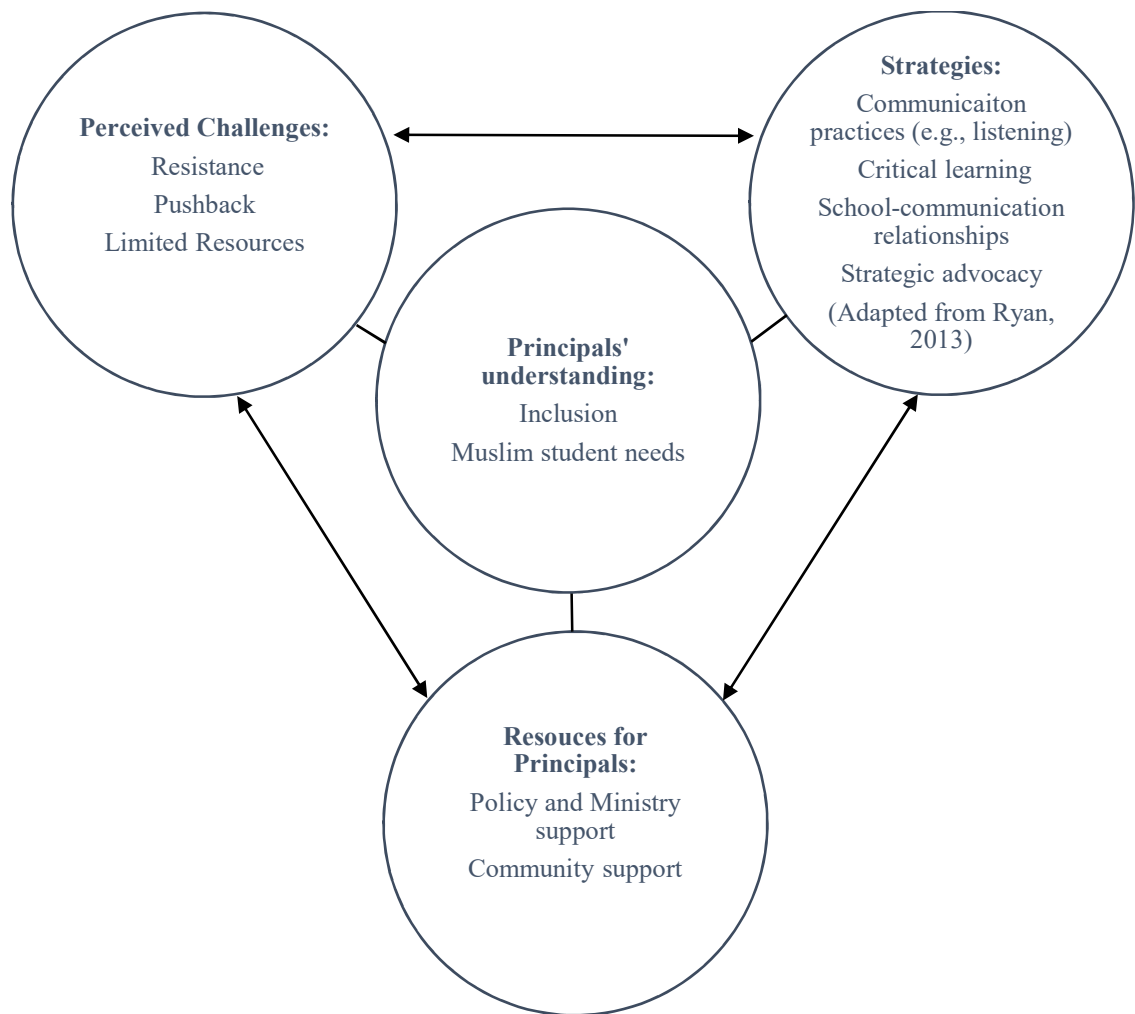 Perceived Challenges:
Resistance
Pushback
Limited Resources
Strategies:
Communicaiton
practices (e.g., listening)
Critical learning
School-communication
relationships
Strategic advocacy
(Adapted from Ryan,
2013)
Principals'
understanding:
Inclusion
Muslim student needs
Resouces for
Principals:
Policy and Ministry
support
Community support